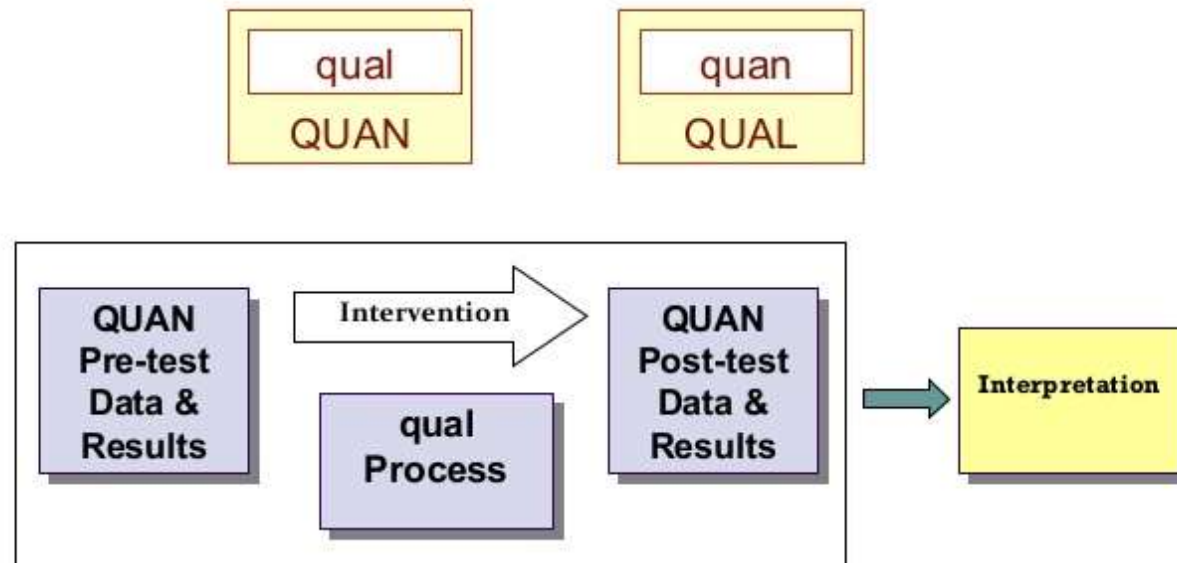 qual
QUAN
quan
QUAL
QUAN
Pre-test
Data &
Results
Intervention
qual
Process
QUAN
Post-test
Data &
Results
Interpretation